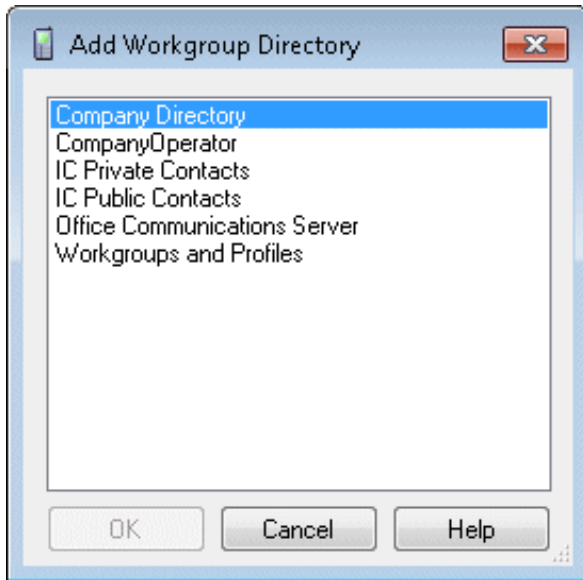 Add Workgroup Directory
Company Directory
CompanyOperator
IC Private Contacts
IC Public Contacts
Office Communications Server
Workgroups and Profiles
OK
Cancel
Help